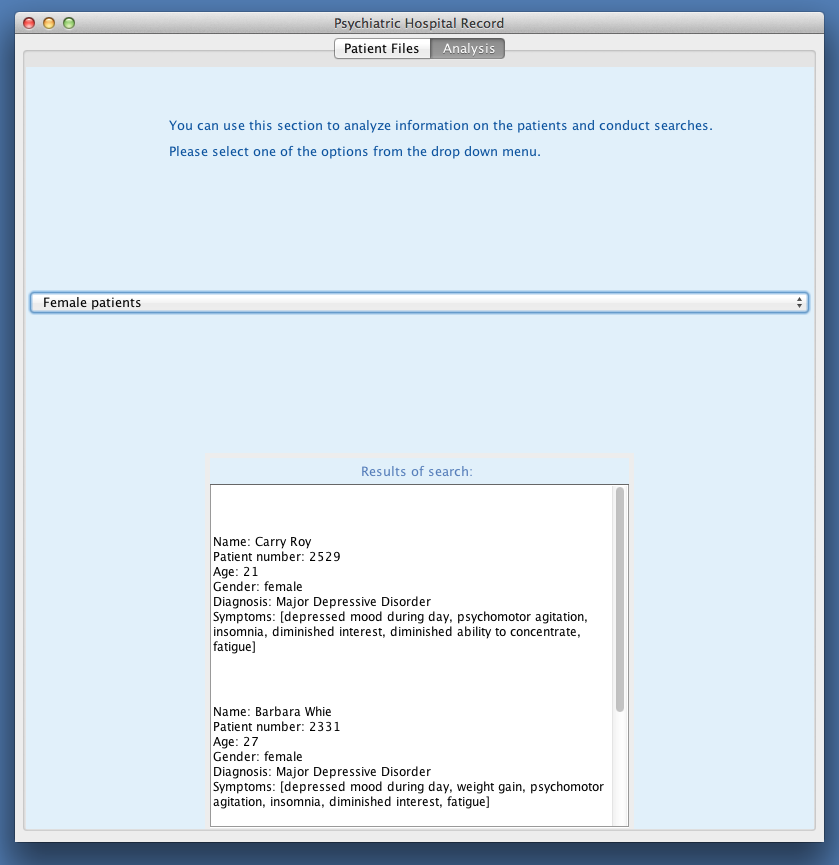 Psychiatric Hospital Record
Patient Files Analysis
You can use this section to analyze information on the patients and conduct searches.
Please select one of the options from the drop down menu.
Female patients
Results of search:
Name: Carry Roy
Patient number: 2529
Age: 21
Gender: female
Diagnosis: Major Depressive Disorder
Symptoms: [depressed mood during day, psychomotor agitation,
insomnia, diminished interest, diminished ability to concentrate,
fatigue]
Name: Barbara Whie
Patient number: 2331
Age: 27
Gender: female
Diagnosis: Major Depressive Disorder
Symptoms: [depressed mood during day, weight gain, psychomotor
agitation, insomnia, diminished interest, fatigue]